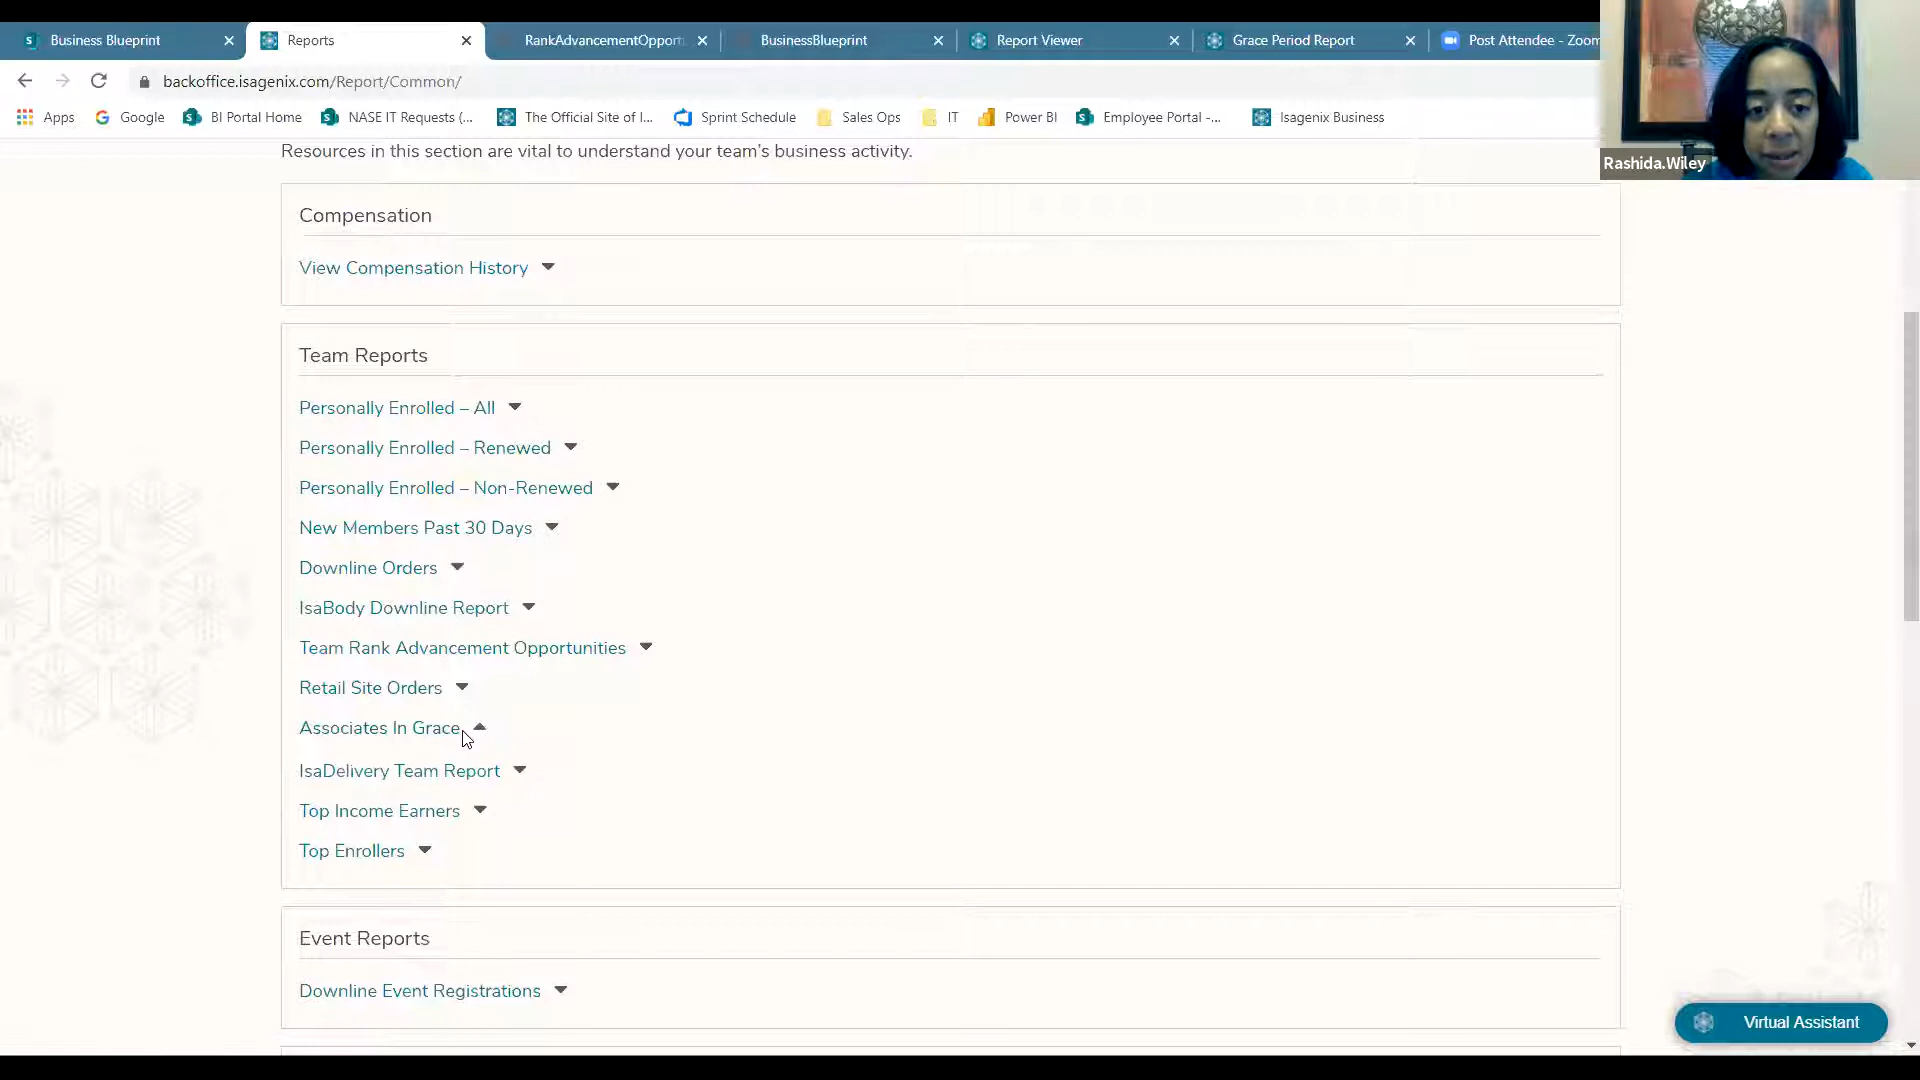 Business Blueprint
Reports
RankAdvancementOpport
BusinessBlueprint
Report Viewer
Grace Period Report
Post Attendee - Zoom
backoffice.isagenix.com/Report/Common/
Apps
Google
BI Portal Home
NASE IT Requests (...
The Official Site of I...
Sprint Schedule
Sales Ops
IT
Power BI
Employee Portal -...
Isagenix Business
Rashida.Wiley
Resources in this section are vital to understand your team's business activity.
Compensation
View Compensation History
Team Reports
Personally Enrolled – All
Personally Enrolled – Renewed
Personally Enrolled – Non-Renewed
New Members Past 30 Days
Downline Orders
IsaBody Downline Report
Team Rank Advancement Opportunities
Retail Site Orders
Associates In Grace
IsaDelivery Team Report
Top Income Earners
Top Enrollers
Event Reports
Downline Event Registrations
Virtual Assistant